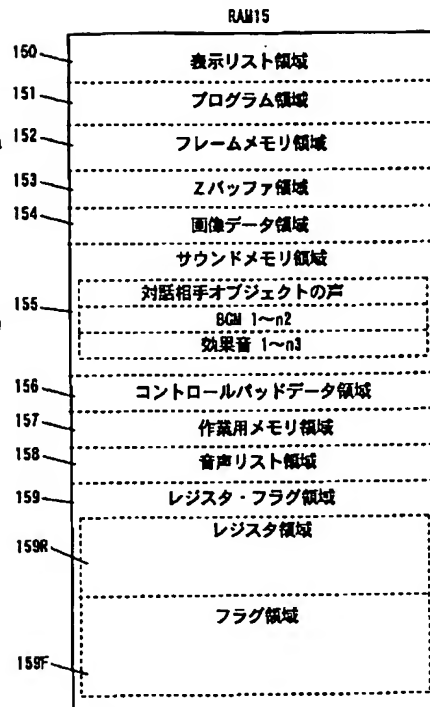 RAM15
150 表示リスト領域
151 プログラム領域
152 フレームメモリ領域
153 Zバッファ領域
154 画像データ領域
サウンドメモリ領域
対話相手オブジェクトの声
155 BGM 1〜n2
効果音 1〜n3
156 コントロールパッドデータ領域
157 作業用メモリ領域
158 音声リスト領域
159 レジスタ・フラグ領域
レジスタ領域
159R
フラグ領域
159F